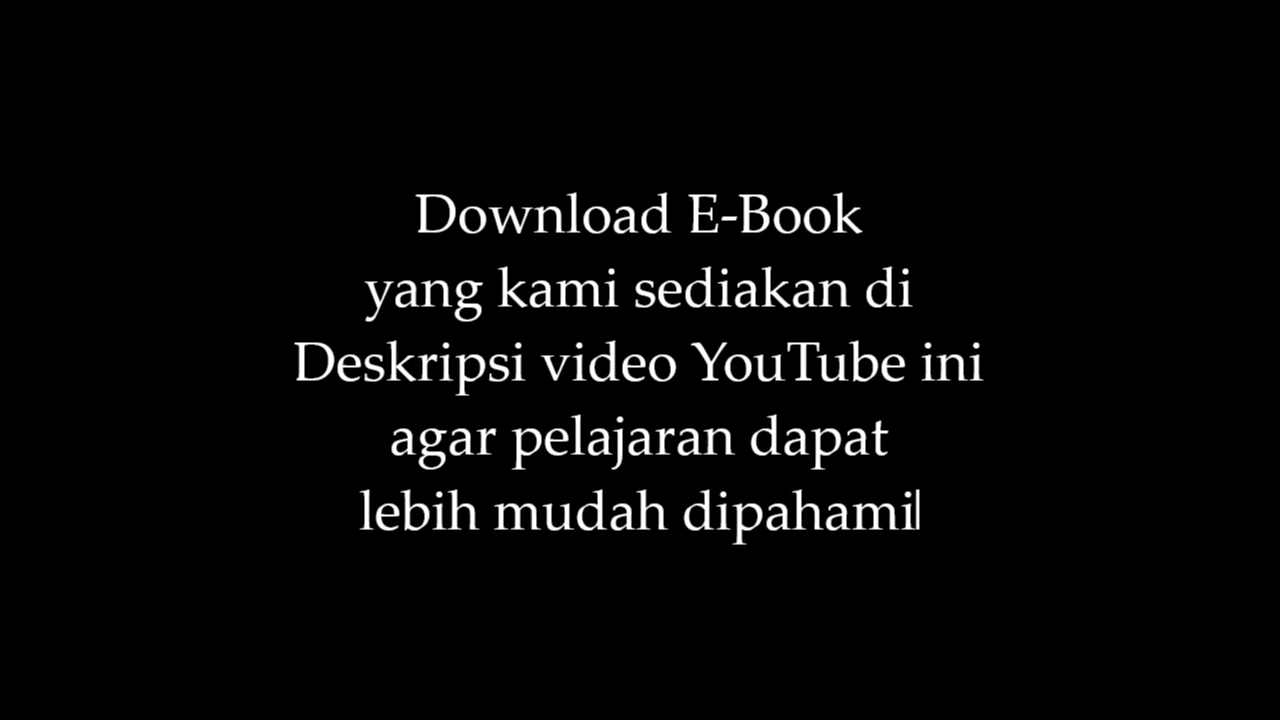 Download E-Book
yang kami sediakan di
Deskripsi video YouTube ini
agar pelajaran dapat
lebih mudah dipahami